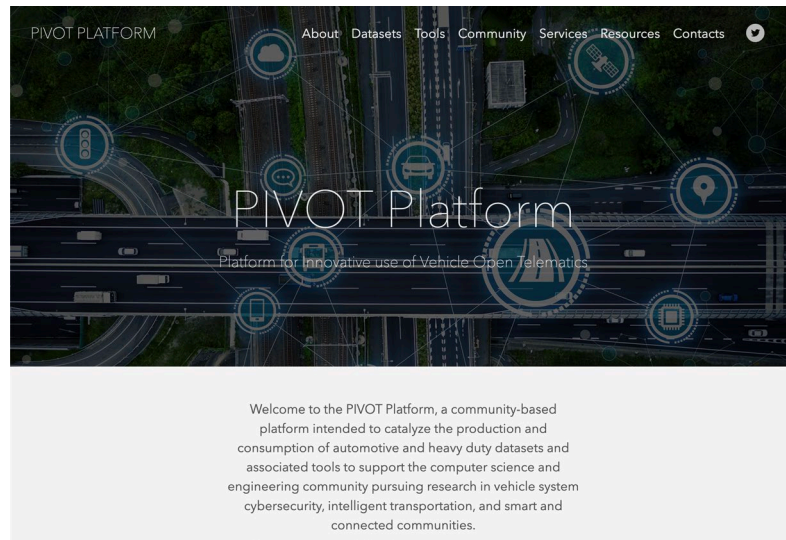 PIVOT PLATFORM
About Datasets Tools Community Services Resources Contacts
PIVOT Platform
Platform for Innovative use of Vehicle Open Telematics
Welcome to the PIVOT Platform, a community-based
platform intended to catalyze the production and
consumption of automotive and heavy duty datasets and
associated tools to support the computer science and
engineering community pursuing research in vehicle system
cybersecurity, intelligent transportation, and smart and
connected communities.